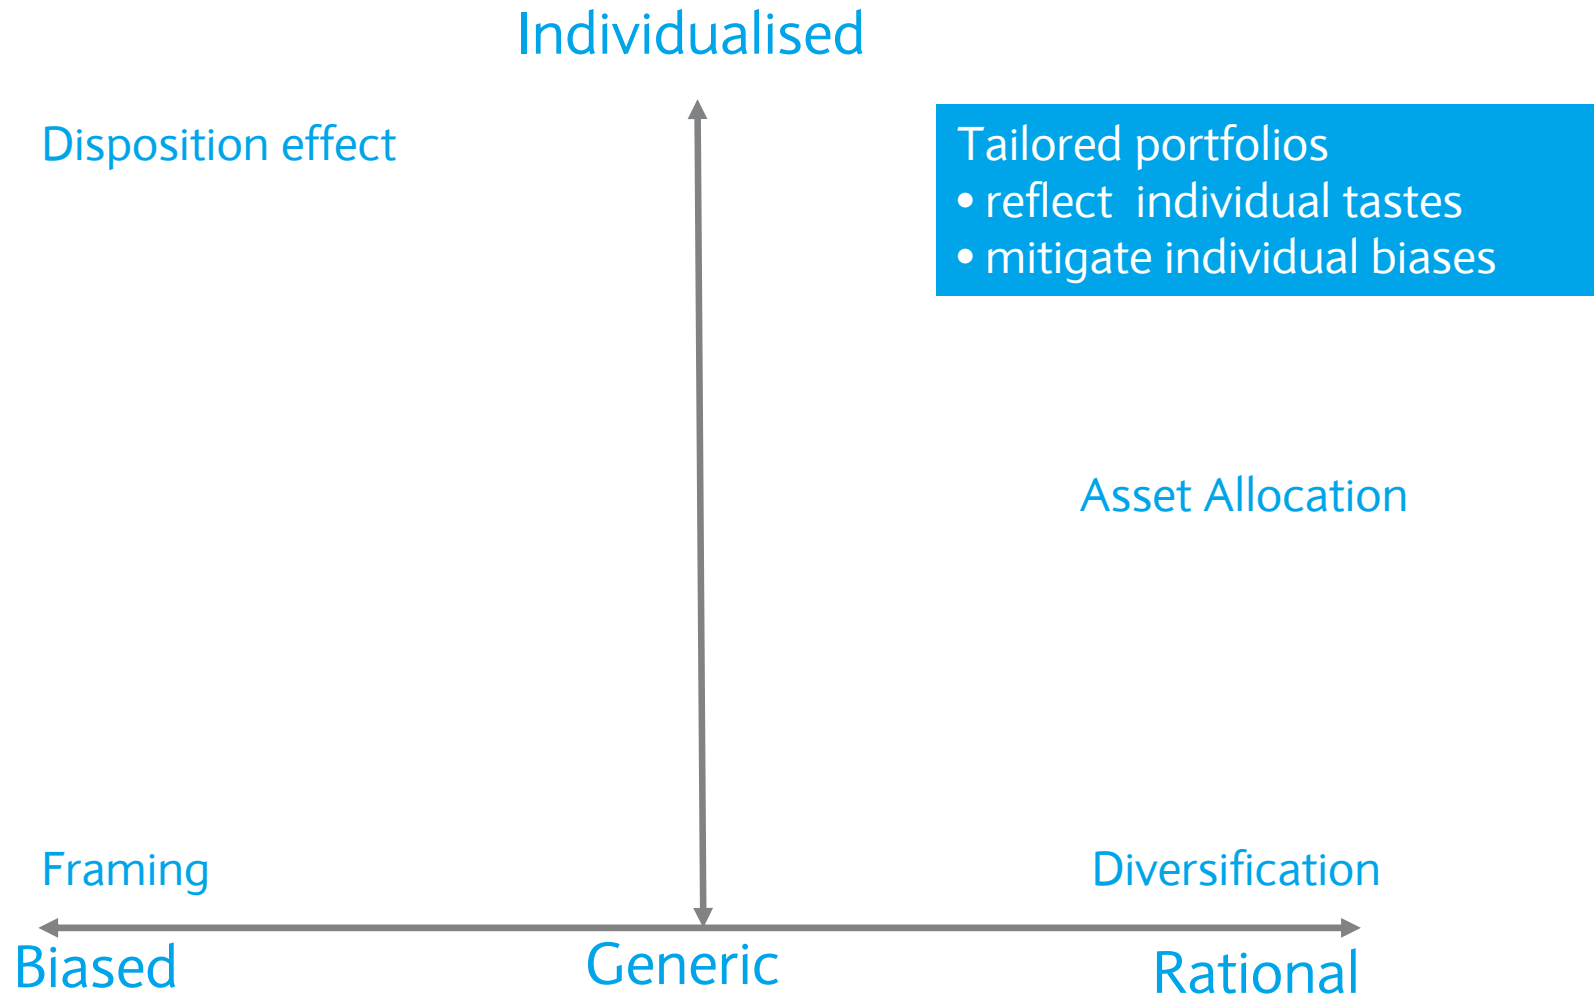 Individualised
Disposition effect
Tailored portfolios
• reflect  individual tastes
• mitigate individual biases
Asset Allocation
Framing
Diversification
Biased
Generic
Rational